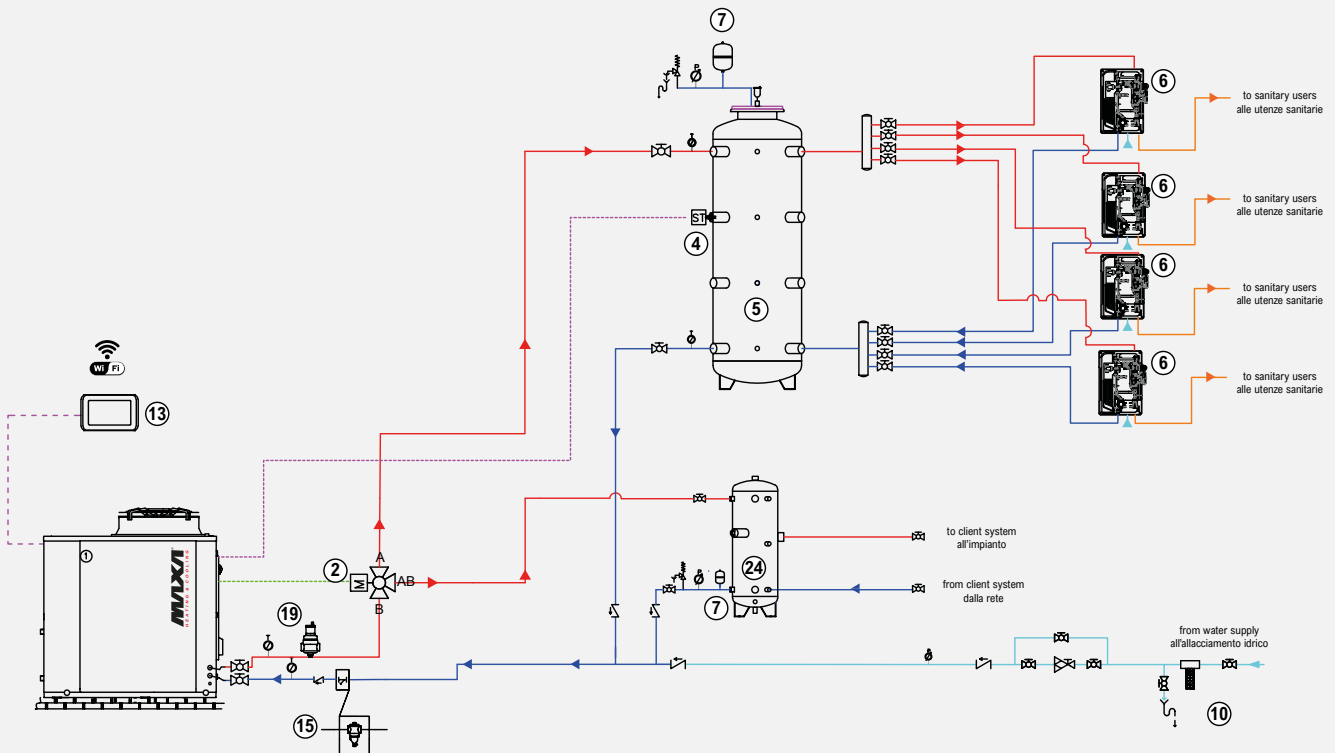 7
P
6
to sanitary users
alle utenze sanitarie
6
to sanitary users
alle utenze sanitarie
ST
4
6
to sanitary users
alle utenze sanitarie
5
6
to sanitary users
alle utenze sanitarie
Wi Fi
13
1
MAXA
HEATING & COOLING
2
M
A
AB
B
19
15
24
7
P
to client system
all'impianto
from client system
dalla rete
from water supply
all'allacciamento idrico
10